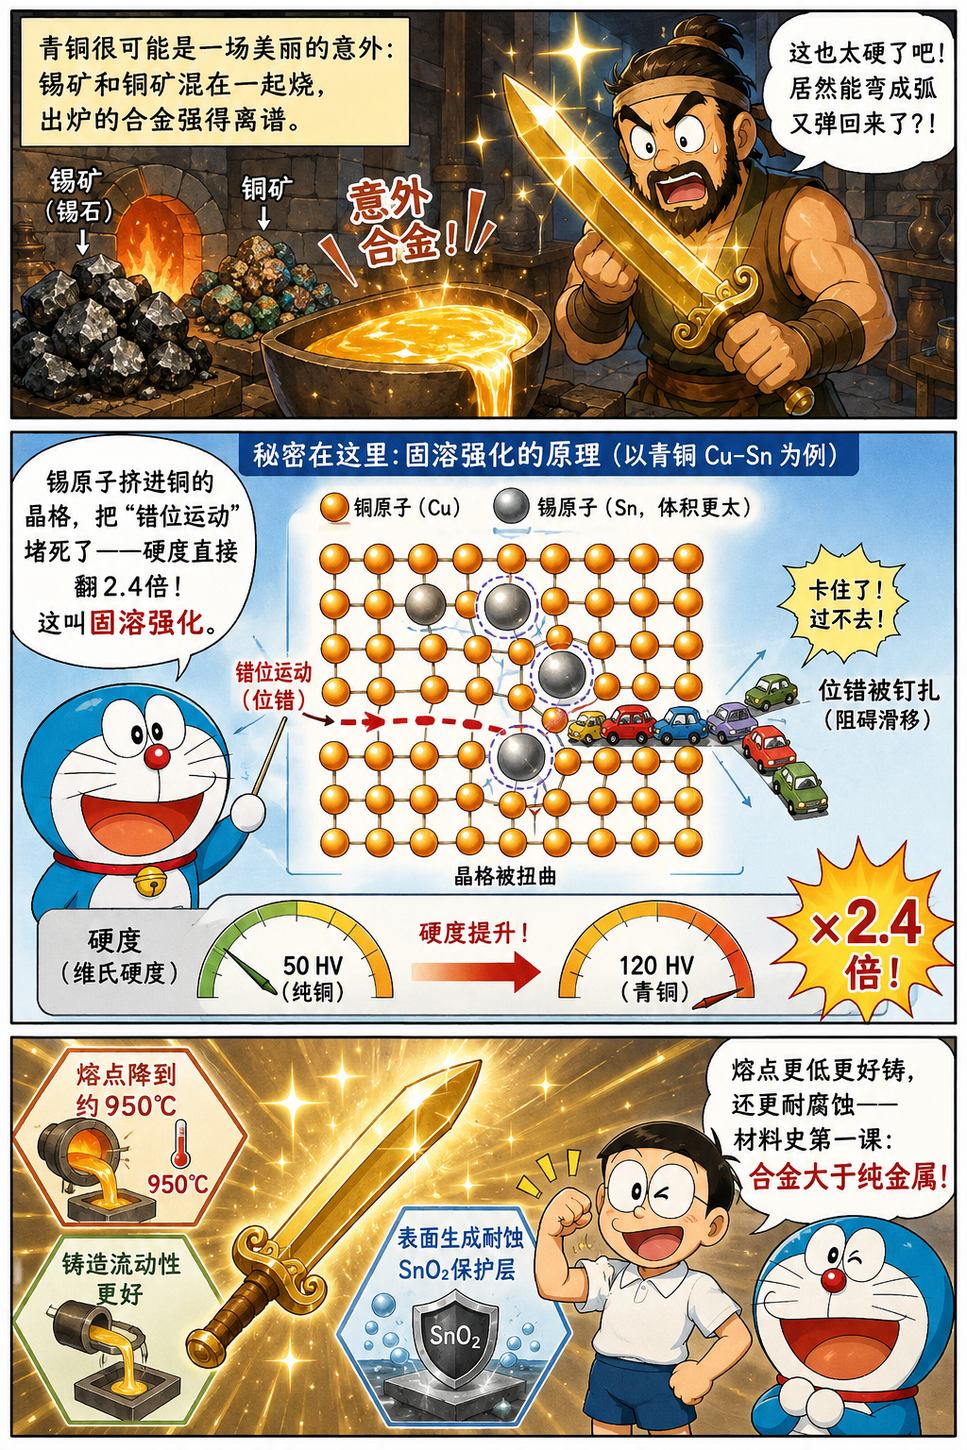 青铜很可能是一场美丽的意外:
锡矿和铜矿混在一起烧,
出炉的合金强得离谱。
这也太硬了吧!
居然能弯成弧
又弹回来了?!
锡矿
(锡石)
铜矿
意外
合金!
秘密在这里:固溶强化的原理(以青铜 Cu-Sn 为例)
锡原子挤进铜的
晶格，把“错位运动”
堵死了——硬度直接
翻2.4倍!
这叫固溶强化。
铜原子(Cu)
锡原子(Sn, 体积更太)
卡住了!
过不去!
错位运动
(位错)
位错被钉扎
(阻碍滑移)
晶格被扭曲
硬度
(维氏硬度)
50 HV
(纯铜)
硬度提升!
120 HV
(青铜)
×2.4
倍!
熔点降到
约950℃
950℃
铸造流动性
更好
表面生成耐蚀
SnO₂保护层
SnO₂
熔点更低更好铸,
还更耐腐蚀——
材料史第一课:
合金大于纯金属!